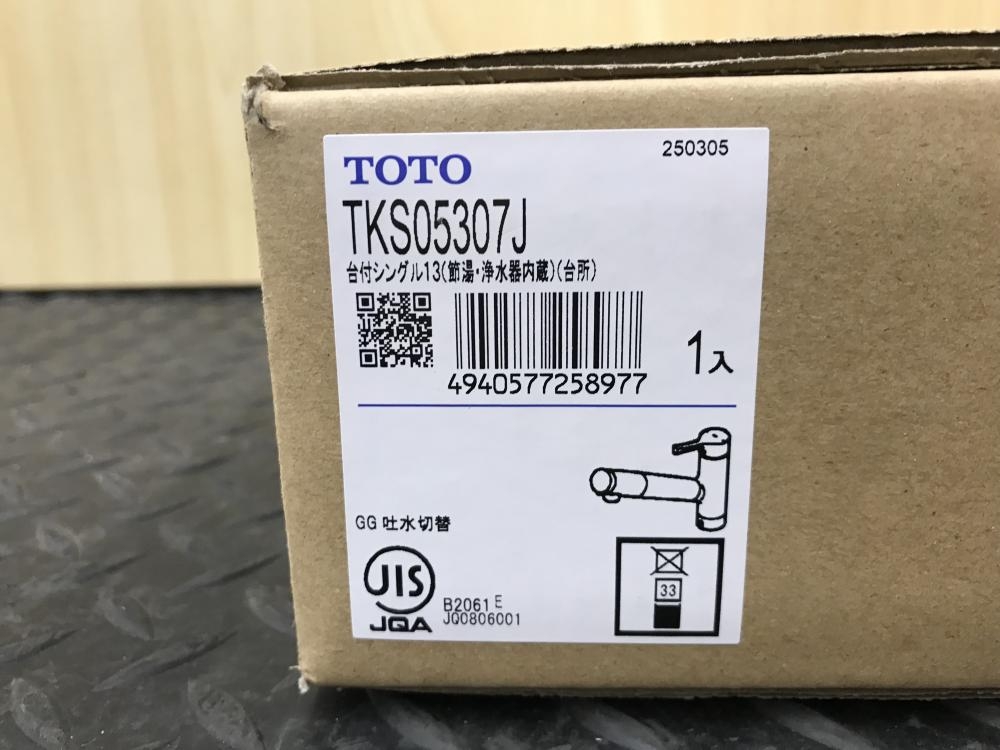 250305
TOTO
TKS05307J
台付シングル13(節湯・浄水器内蔵)(台所)
4940577258977
1入
GG 吐水切替
JIS
JQA
B2061 E
JQ0806001
33